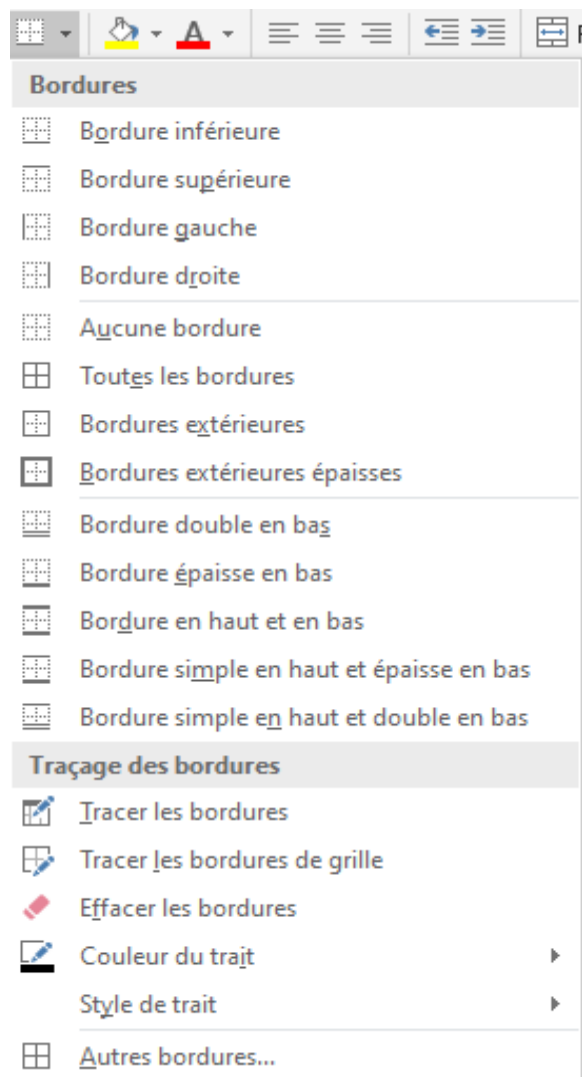 Bordures
Bordure inférieure
Bordure supérieure
Bordure gauche
Bordure droite
Aucune bordure
Toutes les bordures
Bordures extérieures
Bordures extérieures épaisses
Bordure double en bas
Bordure épaisse en bas
Bordure en haut et en bas
Bordure simple en haut et épaisse en bas
Bordure simple en haut et double en bas
Traçage des bordures
Tracer les bordures
Tracer les bordures de grille
Effacer les bordures
Couleur du trait
Style de trait
Autres bordures...